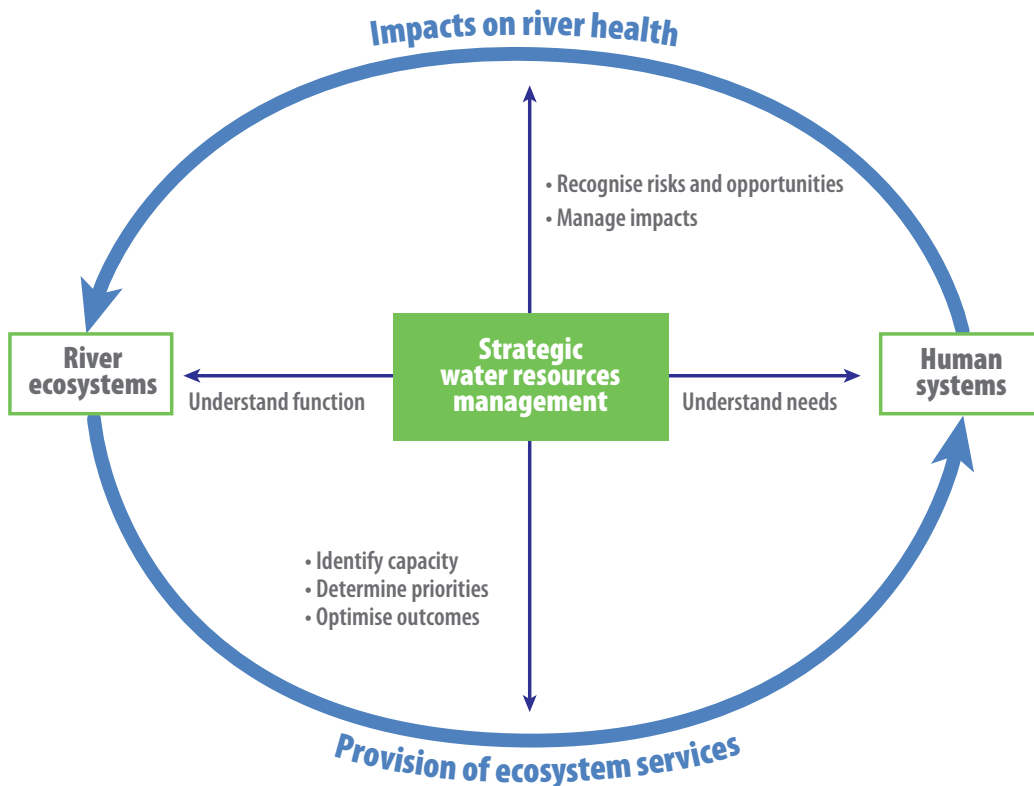 Impacts on river health
• Recognise risks and opportunities
• Manage impacts
River
ecosystems
Understand function
Strategic
water resources
management
Understand needs
Human
systems
• Identify capacity
• Determine priorities
• Optimise outcomes
Provision of ecosystem services